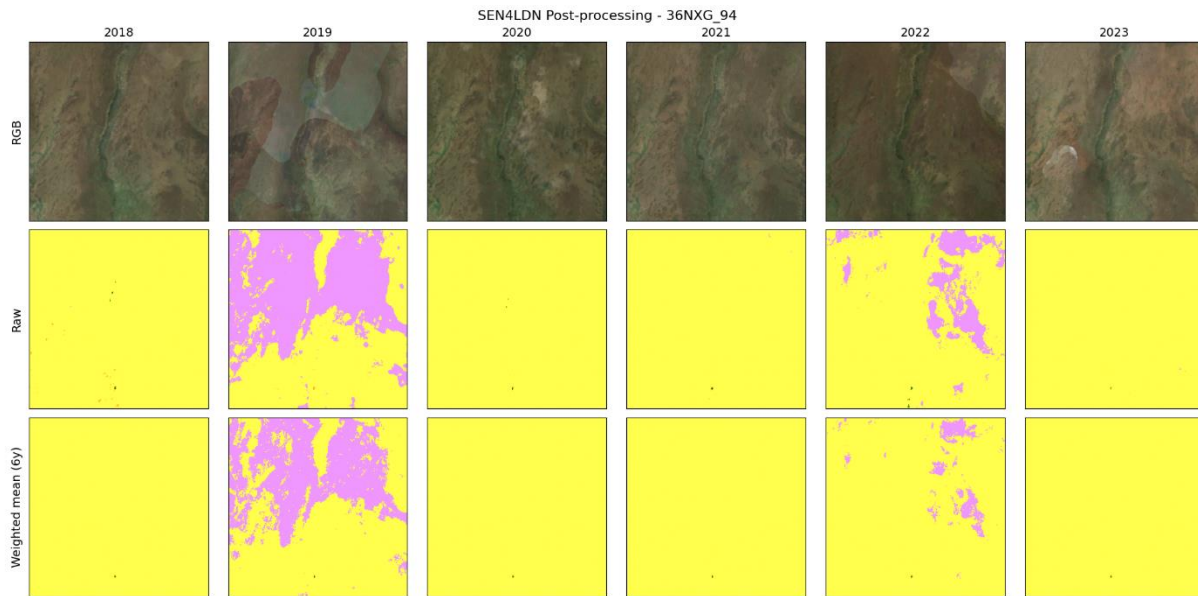 SEN4LDN Post-processing - 36NXG_94
2018 2019 2020 2021 2022 2023
RGB
Raw
Weighted mean (6y)